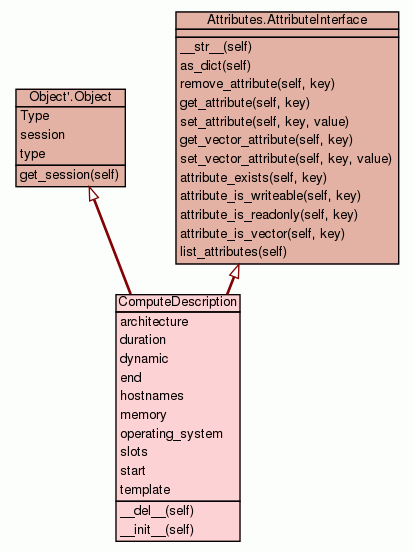 Attributes.AttributeInterface
__str__(self)
as_dict(self)
remove_attribute(self, key)
get_attribute(self, key)
set_attribute(self, key, value)
get_vector_attribute(self, key)
set_vector_attribute(self, key, value)
attribute_exists(self, key)
attribute_is_writeable(self, key)
attribute_is_readonly(self, key)
attribute_is_vector(self, key)
list_attributes(self)
Object'.Object
Type
session
type
get_session(self)
ComputeDescription
architecture
duration
dynamic
end
hostnames
memory
operating_system
slots
start
template
__del__(self)
__init__(self)